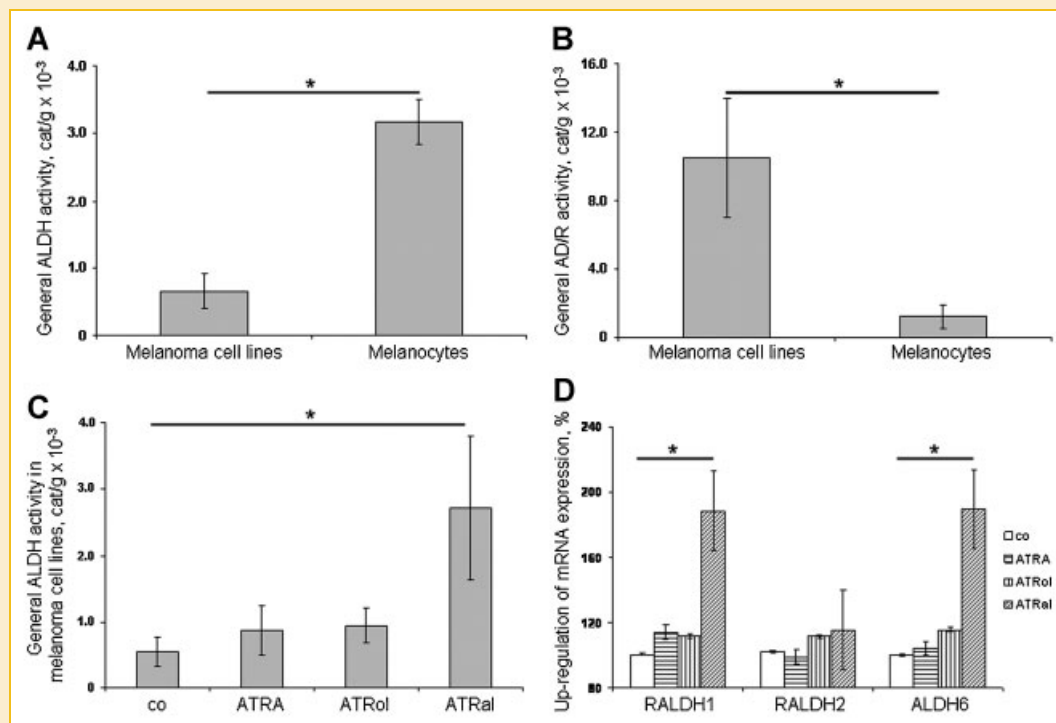 A
General ALDH activity, cat/g x 10-3
4.0
3.0
2.0
1.0
0
*
Melanoma cell lines
Melanocytes
B
General AD/R activity, cat/g x 10-3
16.0
12.0
8.0
4.0
0
*
Melanoma cell lines
Melanocytes
C
General ALDH activity in
melanoma cell lines, cat/g x 10-3
4.0
3.0
2.0
1.0
0
*
co
ATRA
ATRol
ATRal
D
Up-regulation of mRNA expression, %
240
200
160
120
*
*
RALDH1
RALDH2
ALDH6
co
ATRA
ATRol
ATRal